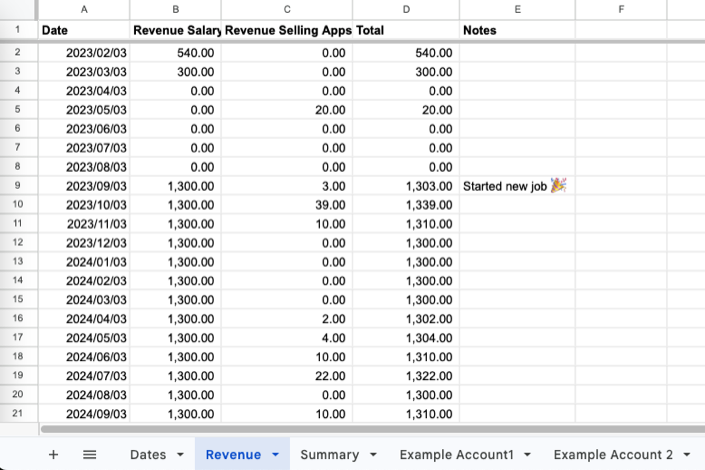 A B C D E F
1 Date Revenue Salary Revenue Selling Apps Total Notes
2 2023/02/03 540.00 0.00 540.00
3 2023/03/03 300.00 0.00 300.00
4 2023/04/03 0.00 0.00 0.00
5 2023/05/03 0.00 20.00 20.00
6 2023/06/03 0.00 0.00 0.00
7 2023/07/03 0.00 0.00 0.00
8 2023/08/03 0.00 0.00 0.00
9 2023/09/03 1,300.00 3.00 1,303.00 Started new job 🎉
10 2023/10/03 1,300.00 39.00 1,339.00
11 2023/11/03 1,300.00 10.00 1,310.00
12 2023/12/03 1,300.00 0.00 1,300.00
13 2024/01/03 1,300.00 0.00 1,300.00
14 2024/02/03 1,300.00 0.00 1,300.00
15 2024/03/03 1,300.00 0.00 1,300.00
16 2024/04/03 1,300.00 2.00 1,302.00
17 2024/05/03 1,300.00 4.00 1,304.00
18 2024/06/03 1,300.00 10.00 1,310.00
19 2024/07/03 1,300.00 22.00 1,322.00
20 2024/08/03 1,300.00 0.00 1,300.00
21 2024/09/03 1,300.00 10.00 1,310.00
Dates Revenue Summary Example Account1 Example Account 2